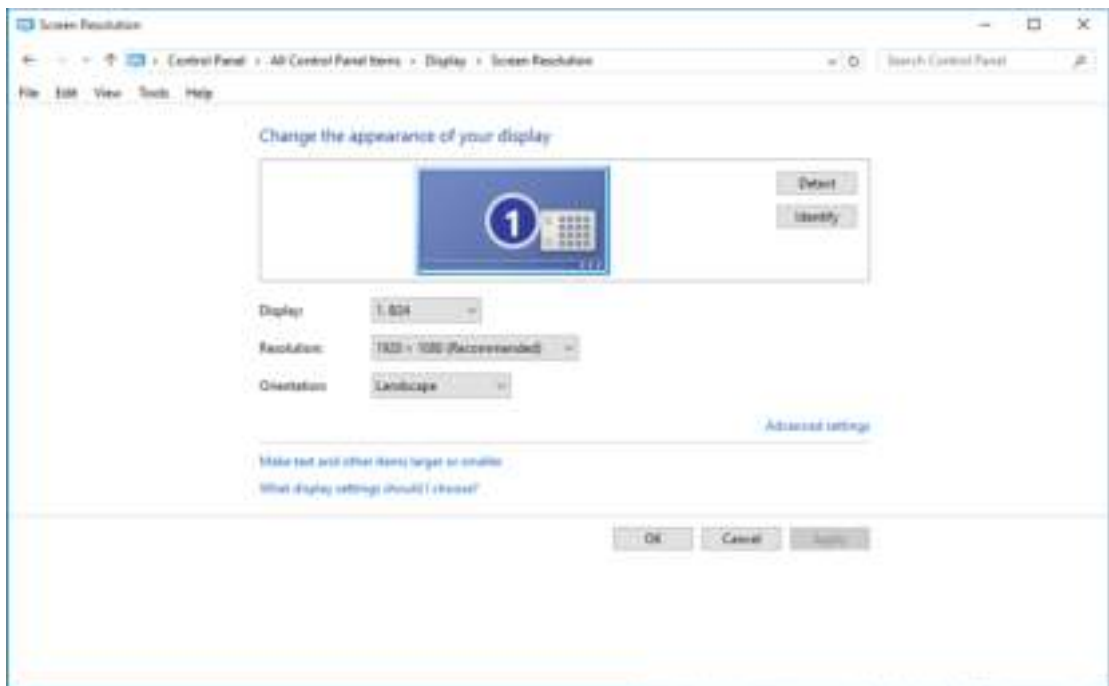 Screen Resolution
Control Panel › All Control Panel Items › Display › Screen Resolution
Search Control Panel
File Edit View Tools Help
Change the appearance of your display
1
Detect
Identify
Display:
Resolution: 1920 × 1080 (Recommended)
Orientation: Landscape
Advanced settings
Make text and other items larger or smaller
What display settings should I choose?
OK Cancel Apply